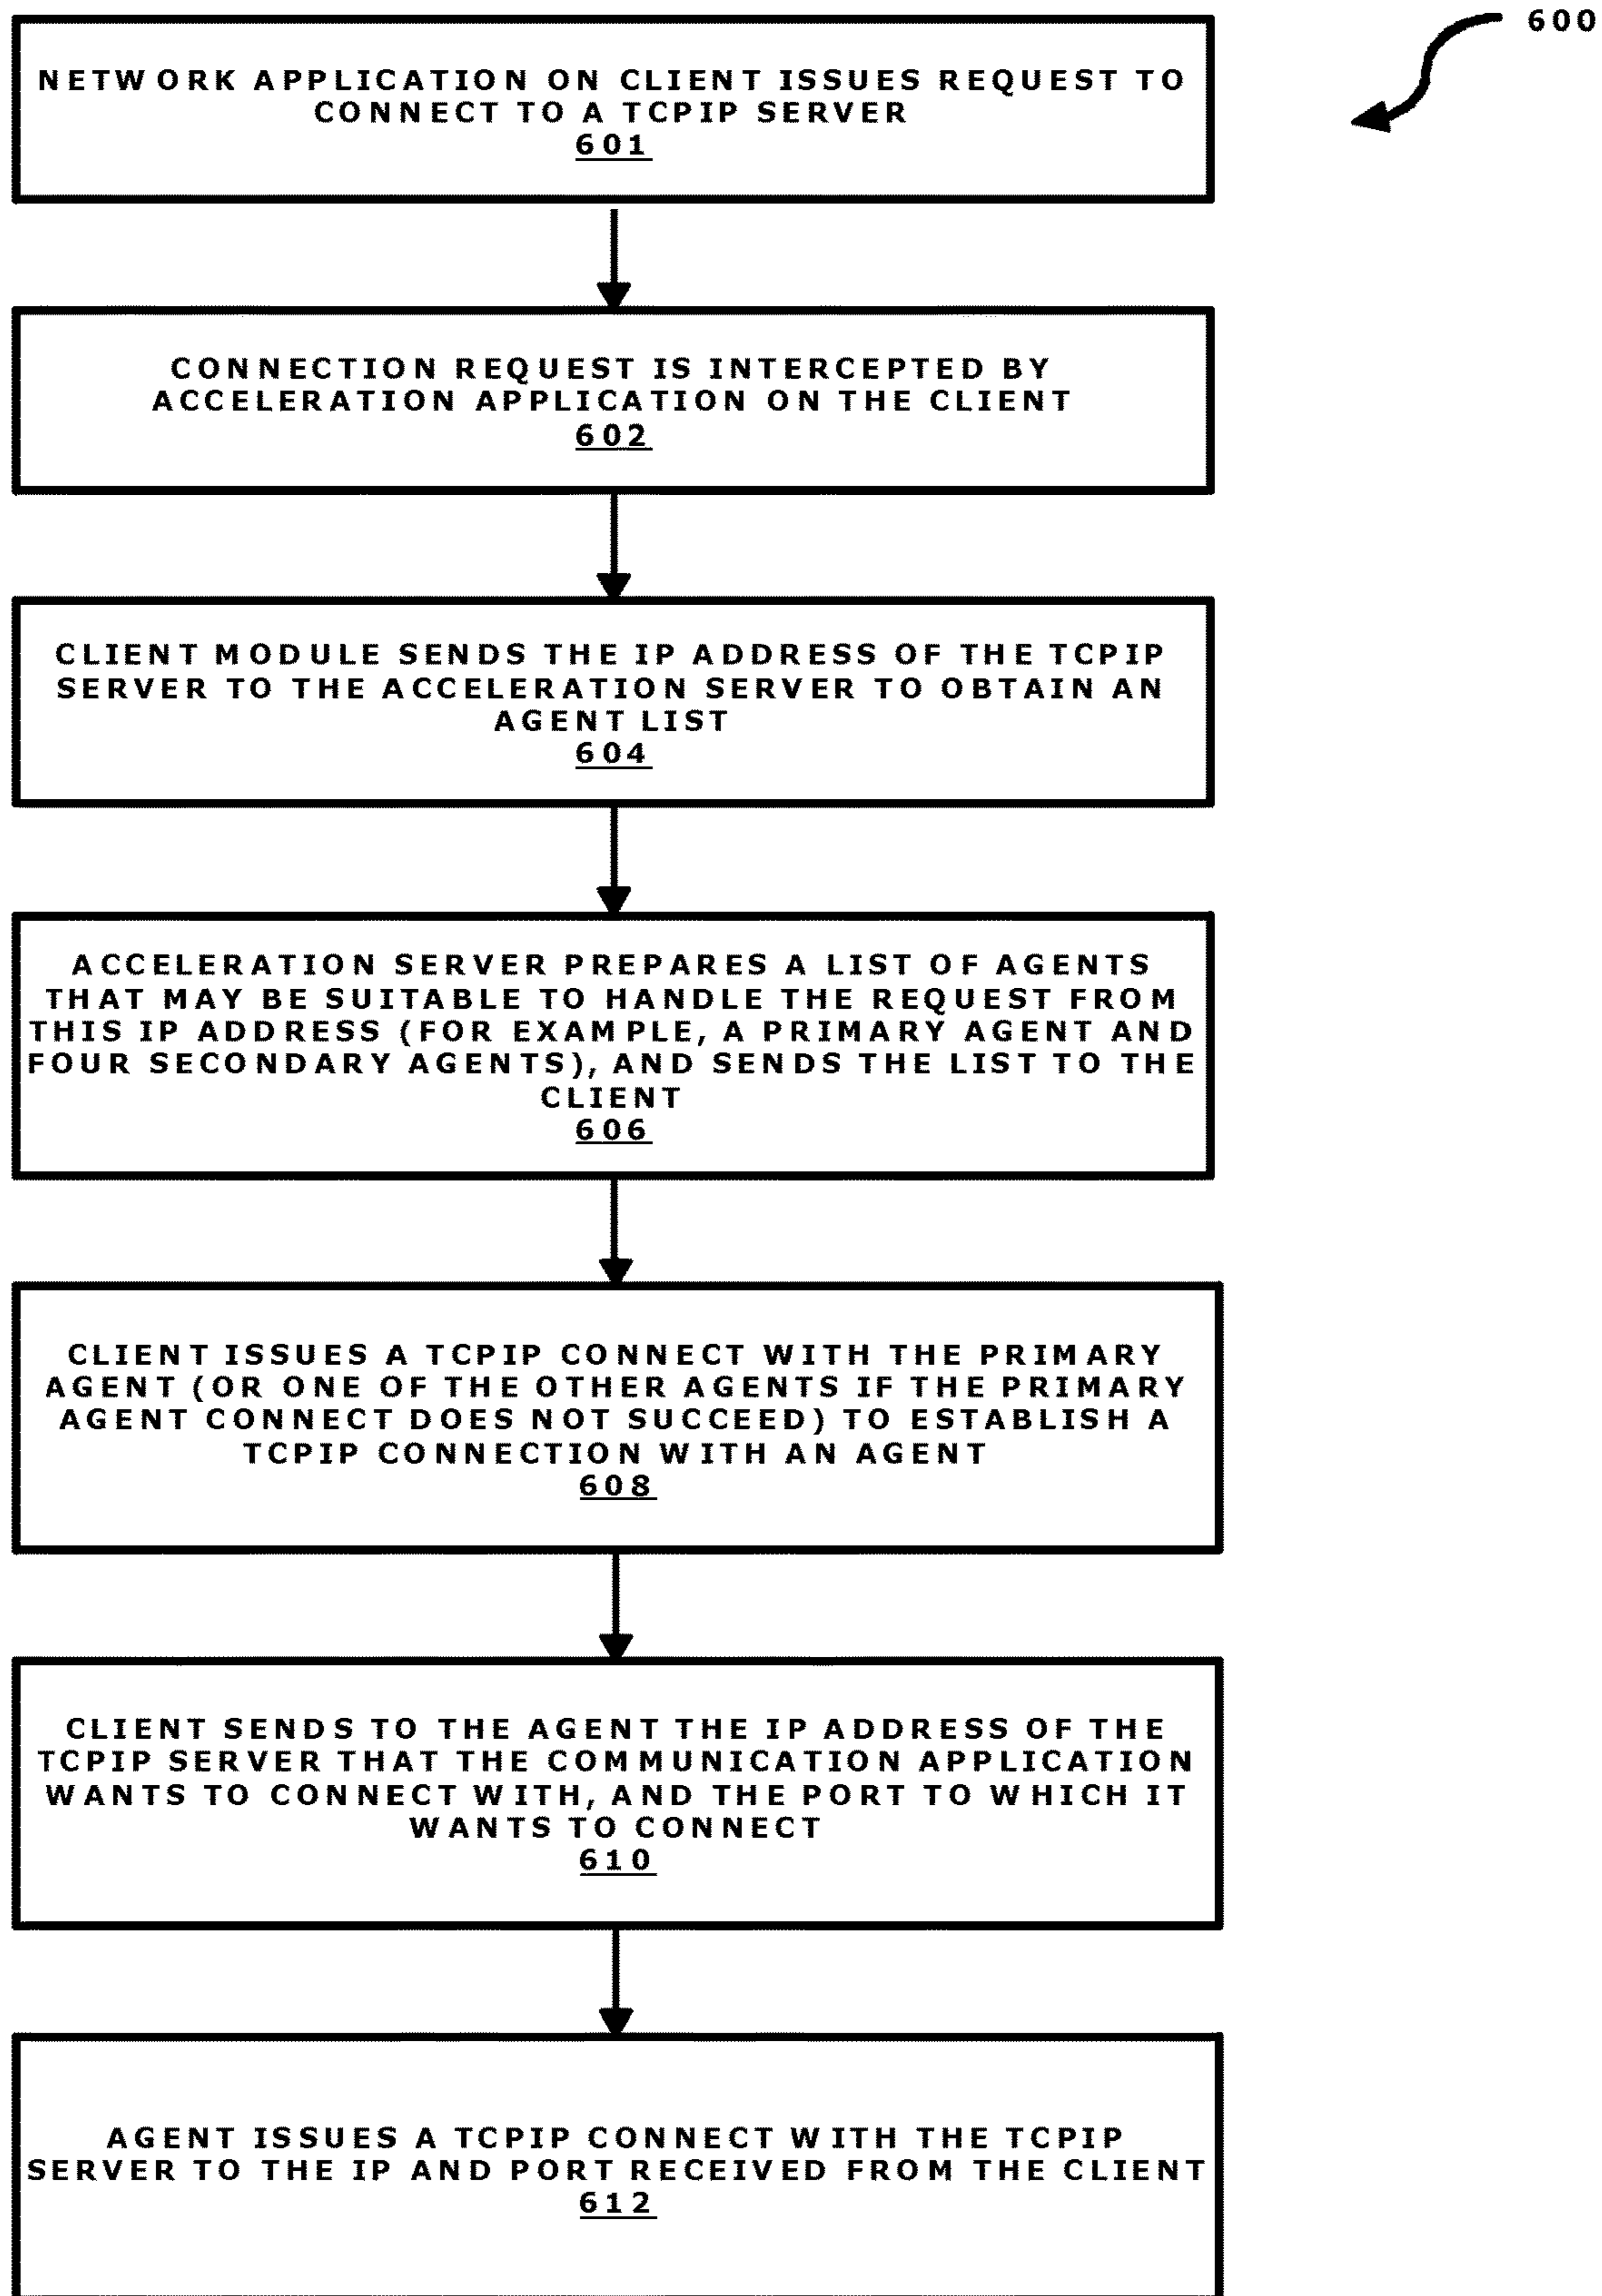 600
NETWORK APPLICATION ON CLIENT ISSUES REQUEST TO
CONNECT TO A TCPIP SERVER
601
CONNECTION REQUEST IS INTERCEPTED BY
ACCELERATION APPLICATION ON THE CLIENT
602
CLIENT MODULE SENDS THE IP ADDRESS OF THE TCPIP
SERVER TO THE ACCELERATION SERVER TO OBTAIN AN
AGENT LIST
604
ACCELERATION SERVER PREPARES A LIST OF AGENTS
THAT MAY BE SUITABLE TO HANDLE THE REQUEST FROM
THIS IP ADDRESS (FOR EXAMPLE, A PRIMARY AGENT AND
FOUR SECONDARY AGENTS), AND SENDS THE LIST TO THE
CLIENT
606
CLIENT ISSUES A TCPIP CONNECT WITH THE PRIMARY
AGENT (OR ONE OF THE OTHER AGENTS IF THE PRIMARY
AGENT CONNECT DOES NOT SUCCEED) TO ESTABLISH A
TCPIP CONNECTION WITH AN AGENT
608
CLIENT SENDS TO THE AGENT THE IP ADDRESS OF THE
TCPIP SERVER THAT THE COMMUNICATION APPLICATION
WANTS TO CONNECT WITH, AND THE PORT TO WHICH IT
WANTS TO CONNECT
610
AGENT ISSUES A TCPIP CONNECT WITH THE TCPIP
SERVER TO THE IP AND PORT RECEIVED FROM THE CLIENT
612